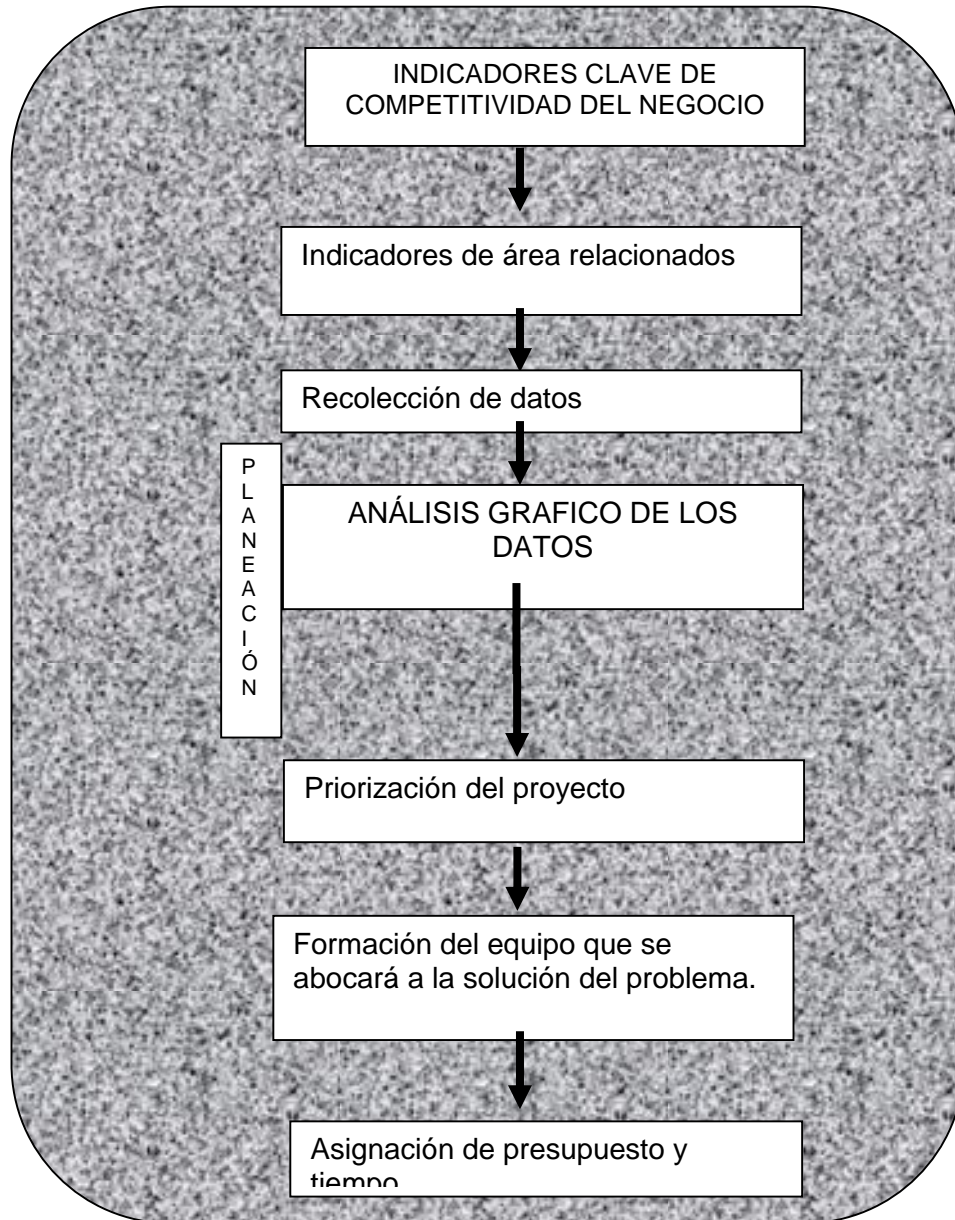 INDICADORES CLAVE DE
COMPETITIVIDAD DEL NEGOCIO
Indicadores de área relacionados
Recolección de datos
P
L
A
N
E
A
C
I
Ó
N
ANÁLISIS GRAFICO DE LOS
DATOS
Priorización del proyecto
Formación del equipo que se
abocará a la solución del problema.
Asignación de presupuesto y
tiempo